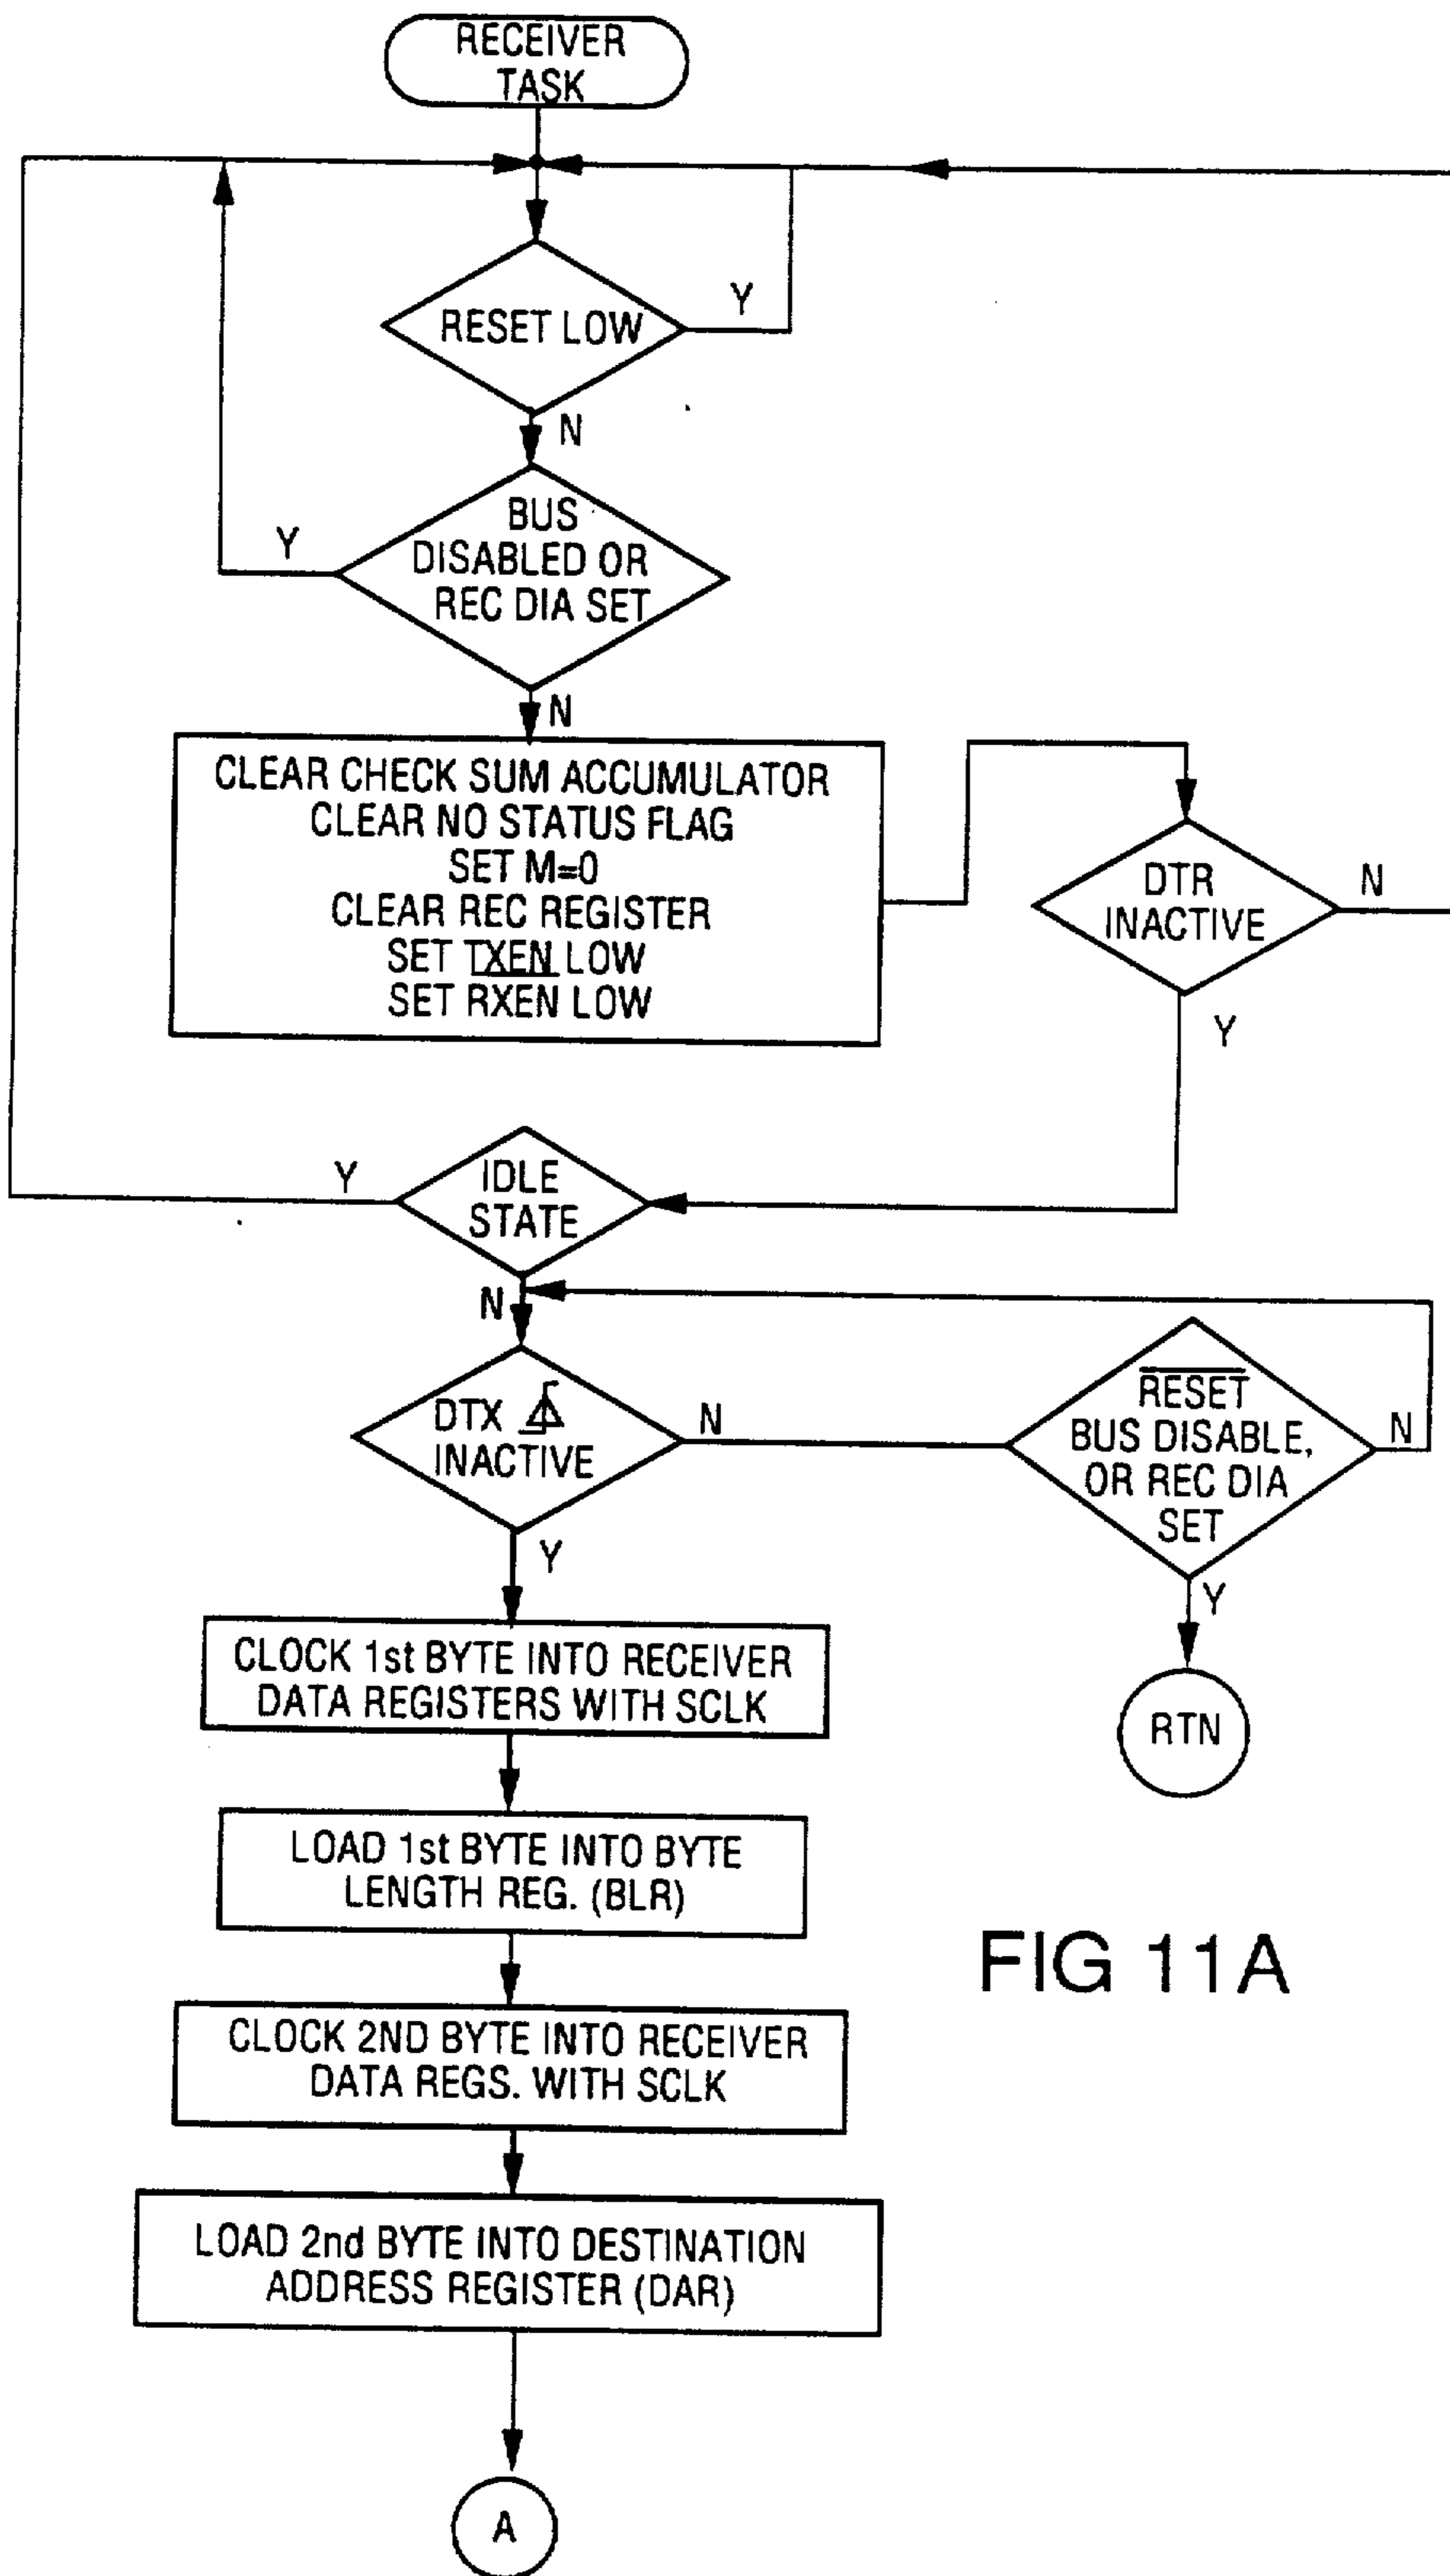 RECEIVER
TASK
RESET LOW
Y
N
BUS
DISABLED OR
REC DIA SET
Y
N
CLEAR CHECK SUM ACCUMULATOR
CLEAR NO STATUS FLAG
SET M=0
CLEAR REC REGISTER
SET TXEN LOW
SET R̅X̅E̅N̅ LOW
DTR
INACTIVE
N
Y
IDLE
STATE
Y
N
DTX
INACTIVE
N
Y
R̅E̅S̅E̅T̅
BUS DISABLE,
OR REC DIA
SET
N
Y
RTN
CLOCK 1st BYTE INTO RECEIVER
DATA REGISTERS WITH SCLK
LOAD 1st BYTE INTO BYTE
LENGTH REG. (BLR)
FIG 11A
CLOCK 2ND BYTE INTO RECEIVER
DATA REGS. WITH SCLK
LOAD 2nd BYTE INTO DESTINATION
ADDRESS REGISTER (DAR)
A